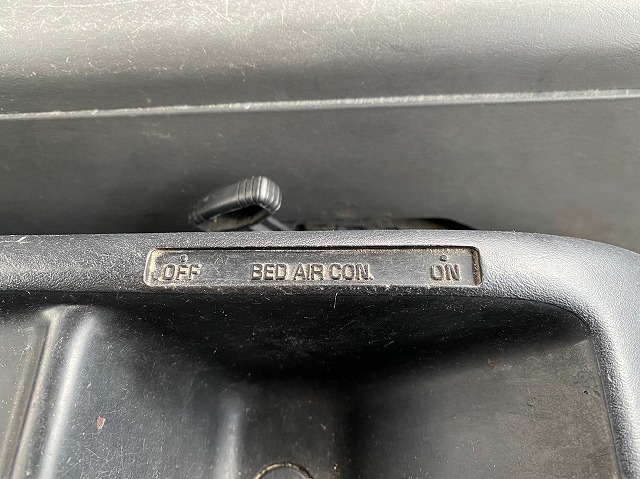 OFF BED AIR CON. ON